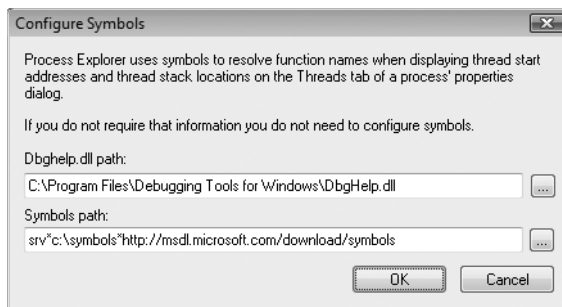 Configure Symbols
Process Explorer uses symbols to resolve function names when displaying thread start
addresses and thread stack locations on the Threads tab of a process' properties
dialog.
If you do not require that information you do not need to configure symbols.
Dbghelp.dll path:
C:\Program Files\Debugging Tools for Windows\DbgHelp.dll
...
Symbols path:
srv*c:\symbols*http://msdl.microsoft.com/download/symbols
...
OK Cancel